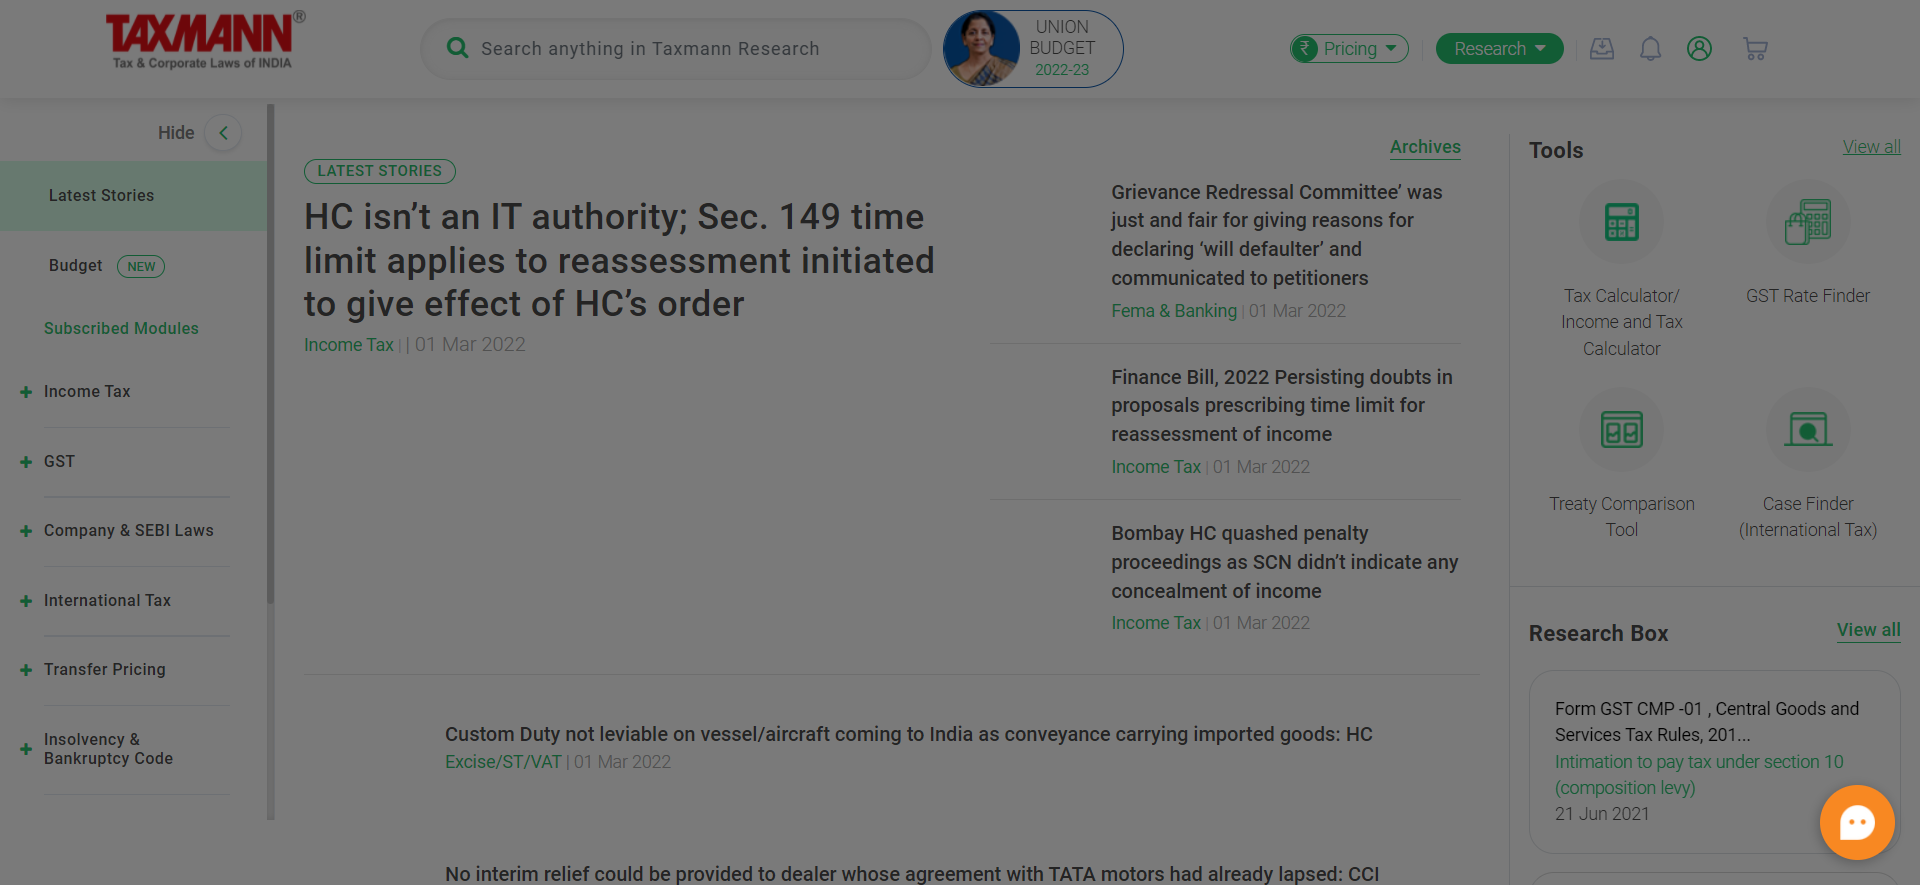 TAXMANN®
Tax & Corporate Laws of INDIA
Search anything in Taxmann Research
UNION
BUDGET
2022-23
₹ Pricing
Research
Hide
Latest Stories
Budget NEW
Subscribed Modules
Income Tax
GST
Company & SEBI Laws
International Tax
Transfer Pricing
Insolvency &
Bankruptcy Code
LATEST STORIES
HC isn’t an IT authority; Sec. 149 time
limit applies to reassessment initiated
to give effect of HC’s order
Income Tax | | 01 Mar 2022
Archives
Grievance Redressal Committee’ was
just and fair for giving reasons for
declaring ‘will defaulter’ and
communicated to petitioners
Fema & Banking | 01 Mar 2022
Finance Bill, 2022 Persisting doubts in
proposals prescribing time limit for
reassessment of income
Income Tax | 01 Mar 2022
Bombay HC quashed penalty
proceedings as SCN didn’t indicate any
concealment of income
Income Tax | 01 Mar 2022
Custom Duty not leviable on vessel/aircraft coming to India as conveyance carrying imported goods: HC
Excise/ST/VAT | 01 Mar 2022
No interim relief could be provided to dealer whose agreement with TATA motors had already lapsed: CCI
Tools
View all
Tax Calculator/
Income and Tax
Calculator
GST Rate Finder
Treaty Comparison
Tool
Case Finder
(International Tax)
Research Box
View all
Form GST CMP -01 , Central Goods and
Services Tax Rules, 201...
Intimation to pay tax under section 10
(composition levy)
21 Jun 2021